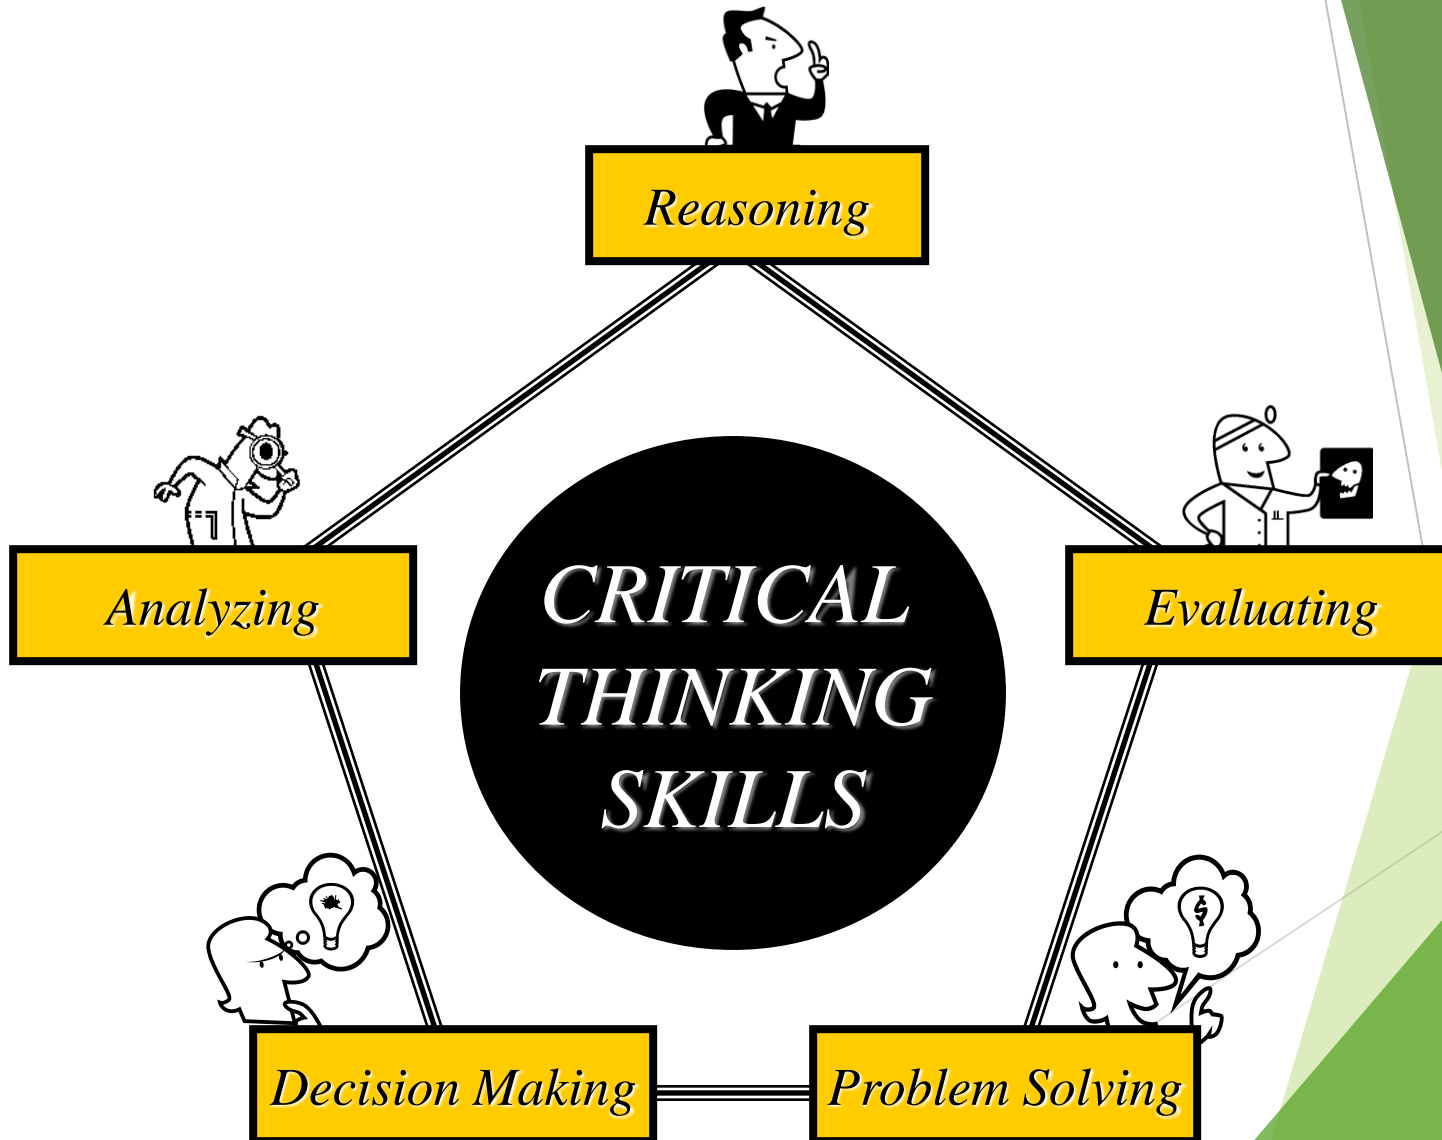 Reasoning
Analyzing
Evaluating
CRITICAL
THINKING
SKILLS
Decision Making
Problem Solving